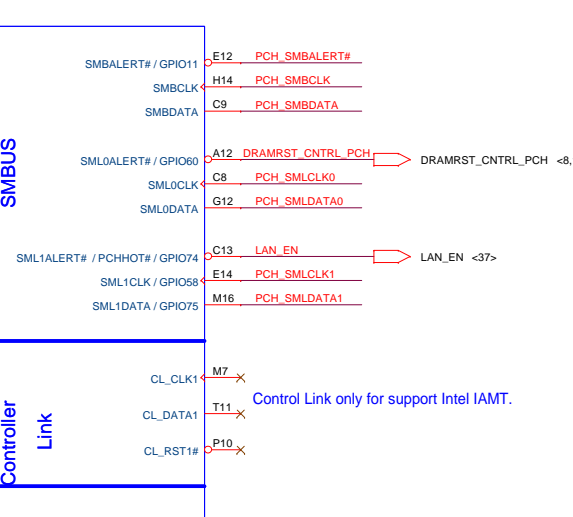 SMBUS
SMBALERT# / GPIO11 E12 PCH_SMBALERT#
SMBCLK H14 PCH_SMBCLK
SMBDATA C9 PCH_SMBDATA
SML0ALERT# / GPIO60 A12 DRAMRST_CNTRL_PCH DRAMRST_CNTRL_PCH <8,
SML0CLK C8 PCH_SMLCLK0
SML0DATA G12 PCH_SMLDATA0
SML1ALERT# / PCHHOT# / GPIO74 C13 LAN_EN LAN_EN <37>
SML1CLK / GPIO58 E14 PCH_SMLCLK1
SML1DATA / GPIO75 M16 PCH_SMLDATA1
Controller
Link
CL_CLK1 M7
Control Link only for support Intel IAMT.
CL_DATA1 T11
CL_RST1# P10